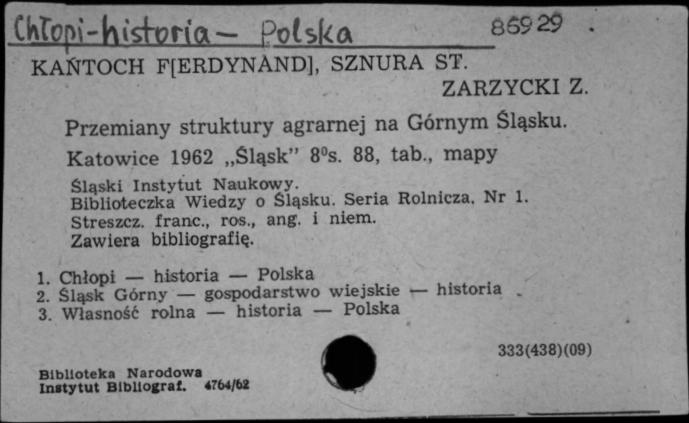 Chłopi-historia — Polska 86929
KAŃTOCH F[ERDYNAND], SZNURA ST.
ZARZYCKI Z.
Przemiany struktury agrarnej na Górnym Śląsku.
Katowice 1962 „Śląsk” 8⁰s. 88, tab., mapy
Śląski Instytut Naukowy.
Biblioteczka Wiedzy o Śląsku. Seria Rolnicza, Nr 1.
Streszcz. franc., ros., ang. i niem.
Zawiera bibliografię.
1. Chłopi — historia — Polska
2. Śląsk Górny — gospodarstwo wiejskie — historia
3. Własność rolna — historia — Polska
333(438)(09)
Biblioteka Narodowa
Instytut Bibliograf. 4764/62